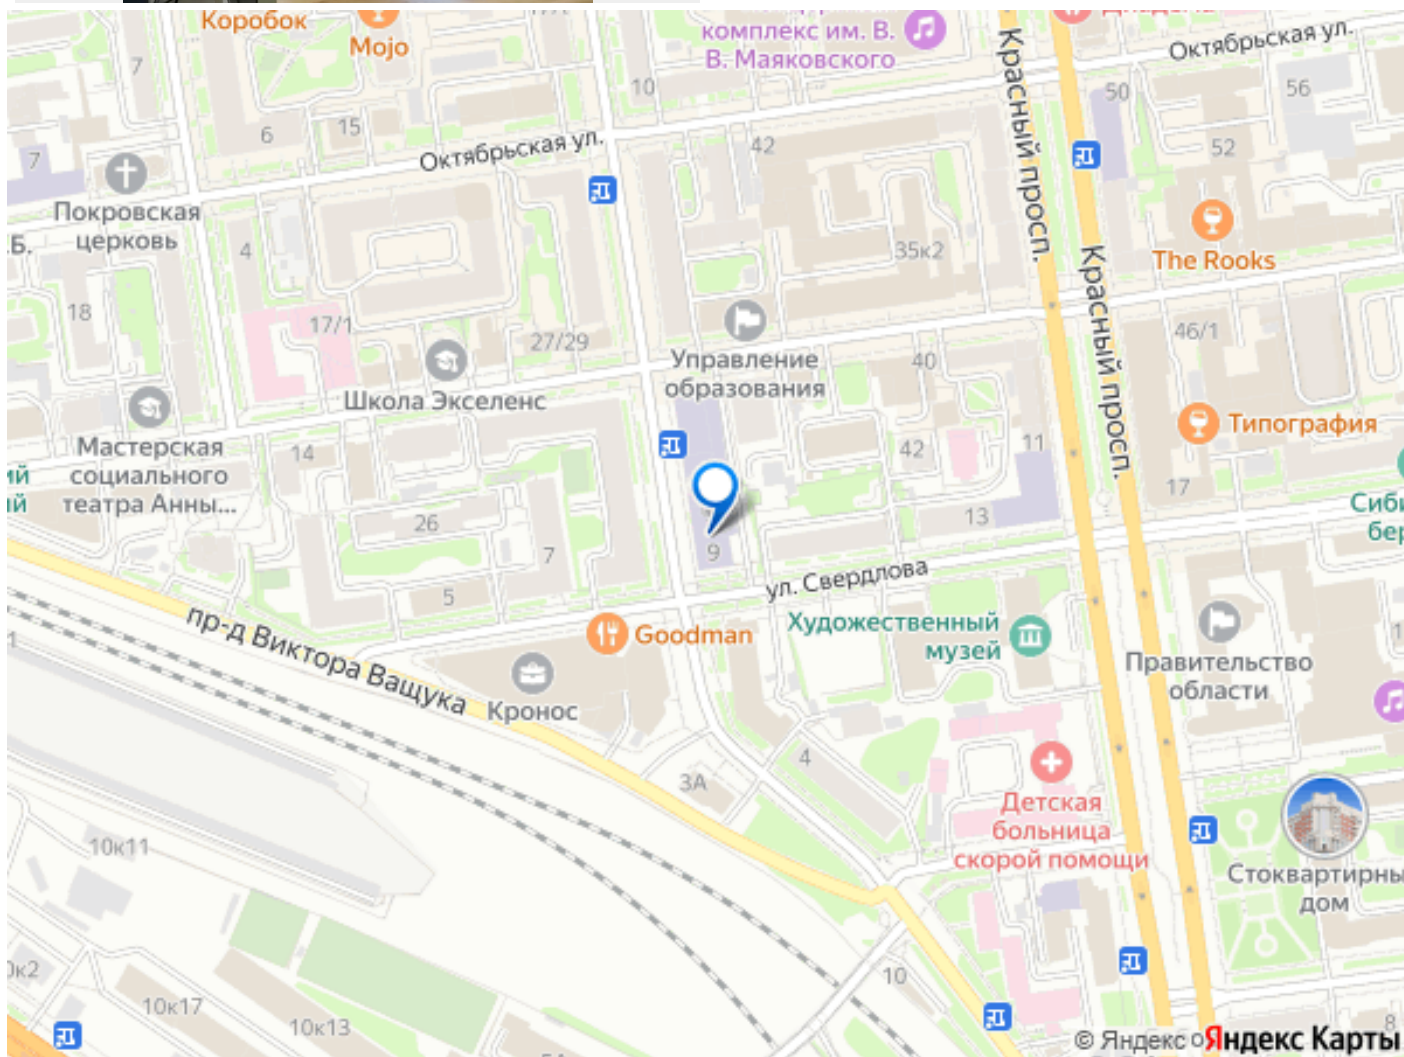 Коробок
Mojo
комплекс им. В.
В. Маяковского
Октябрьская ул.
7
10
50
56
Красный просп.
6
15
Октябрьская ул.
42
52
7
Покровская
церковь
Б.
4
35к2
The Rooks
Красный просп.
18
17/1
27/29
46/1
Управление
образования
40
Школа Экселенс
Типография
Мастерская
социального
театра Анны...
14
42
11
17
ий
ий
26
7
9
13
5
ул. Свердлова
пр-д Виктора Ващука
Goodman
Художественный
музей
Правительство
области
Кронос
3А
4
Детская
больница
скорой помощи
10к11
Стоквартирны
дом
10
10к17
10к13
8
© Яндекс
Яндекс Карты